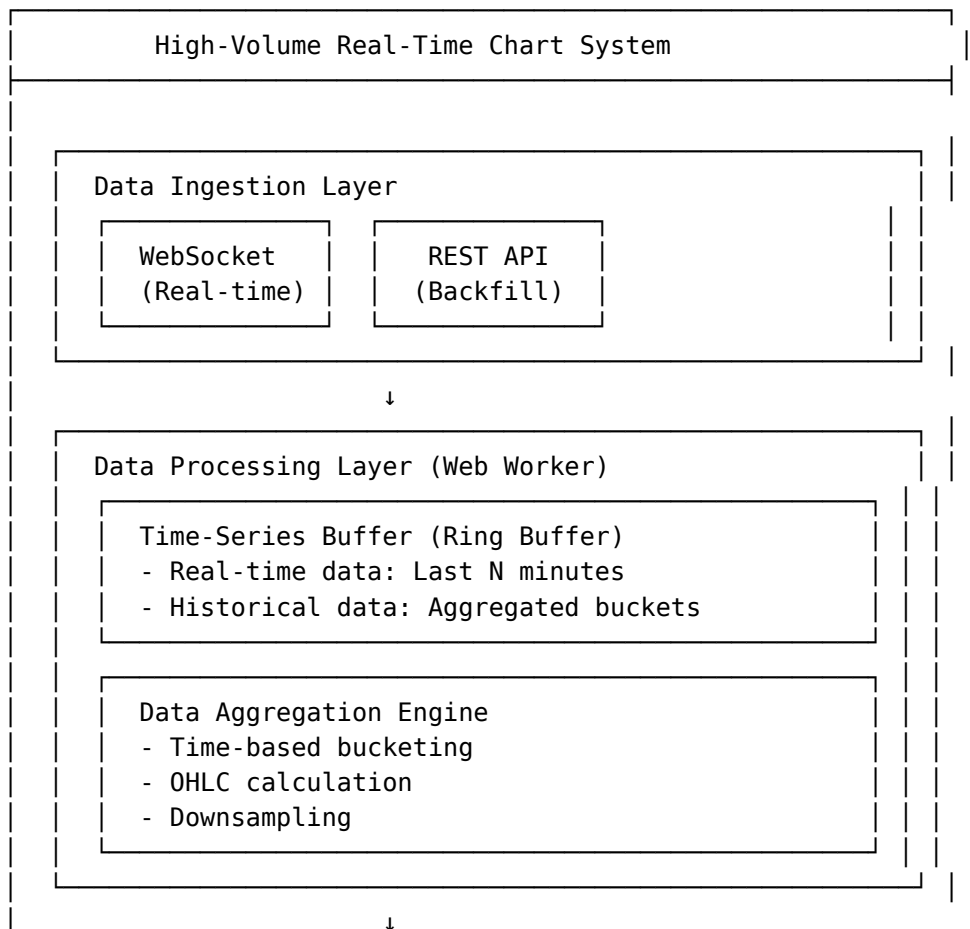 High-Volume Real-Time Chart System
Data Ingestion Layer
WebSocket REST API
(Real-time) (Backfill)
↓
Data Processing Layer (Web Worker)
Time-Series Buffer (Ring Buffer)
- Real-time data: Last N minutes
- Historical data: Aggregated buckets
Data Aggregation Engine
- Time-based bucketing
- OHLC calculation
- Downsampling
↓